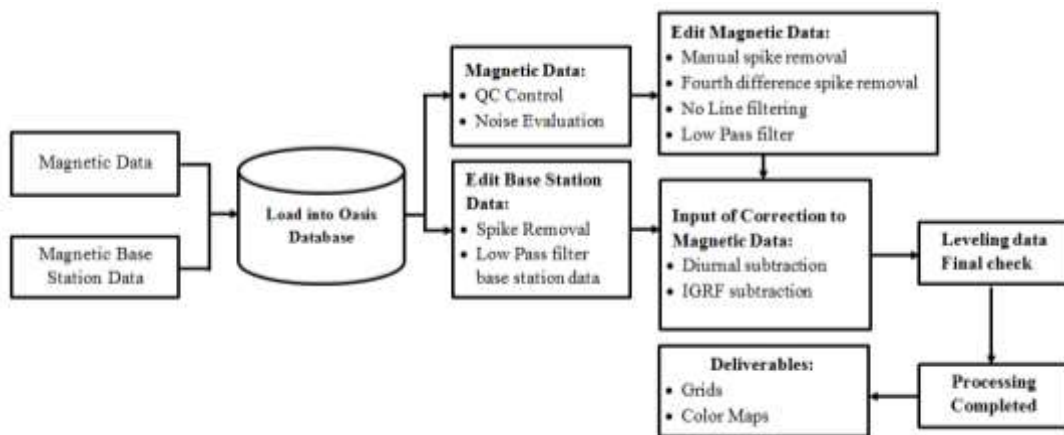 Magnetic Data
Magnetic Base
Station Data
Load into Oasis
Database
Magnetic Data:
• QC Control
• Noise Evaluation
Edit Base Station
Data:
• Spike Removal
• Low Pass filter
base station data
Edit Magnetic Data:
• Manual spike removal
• Fourth difference spike removal
• No Line filtering
• Low Pass filter
Input of Correction to
Magnetic Data:
• Diurnal subtraction
• IGRF subtraction
Leveling data
Final check
Processing
Completed
Deliverables:
• Grids
• Color Maps